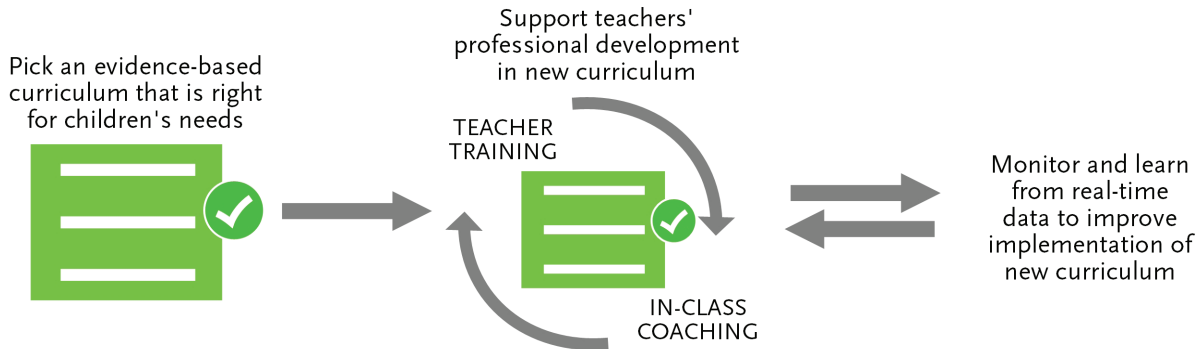 Pick an evidence-based
curriculum that is right
for children's needs
Support teachers'
professional development
in new curriculum
TEACHER
TRAINING
IN-CLASS
COACHING
Monitor and learn
from real-time
data to improve
implementation of
new curriculum